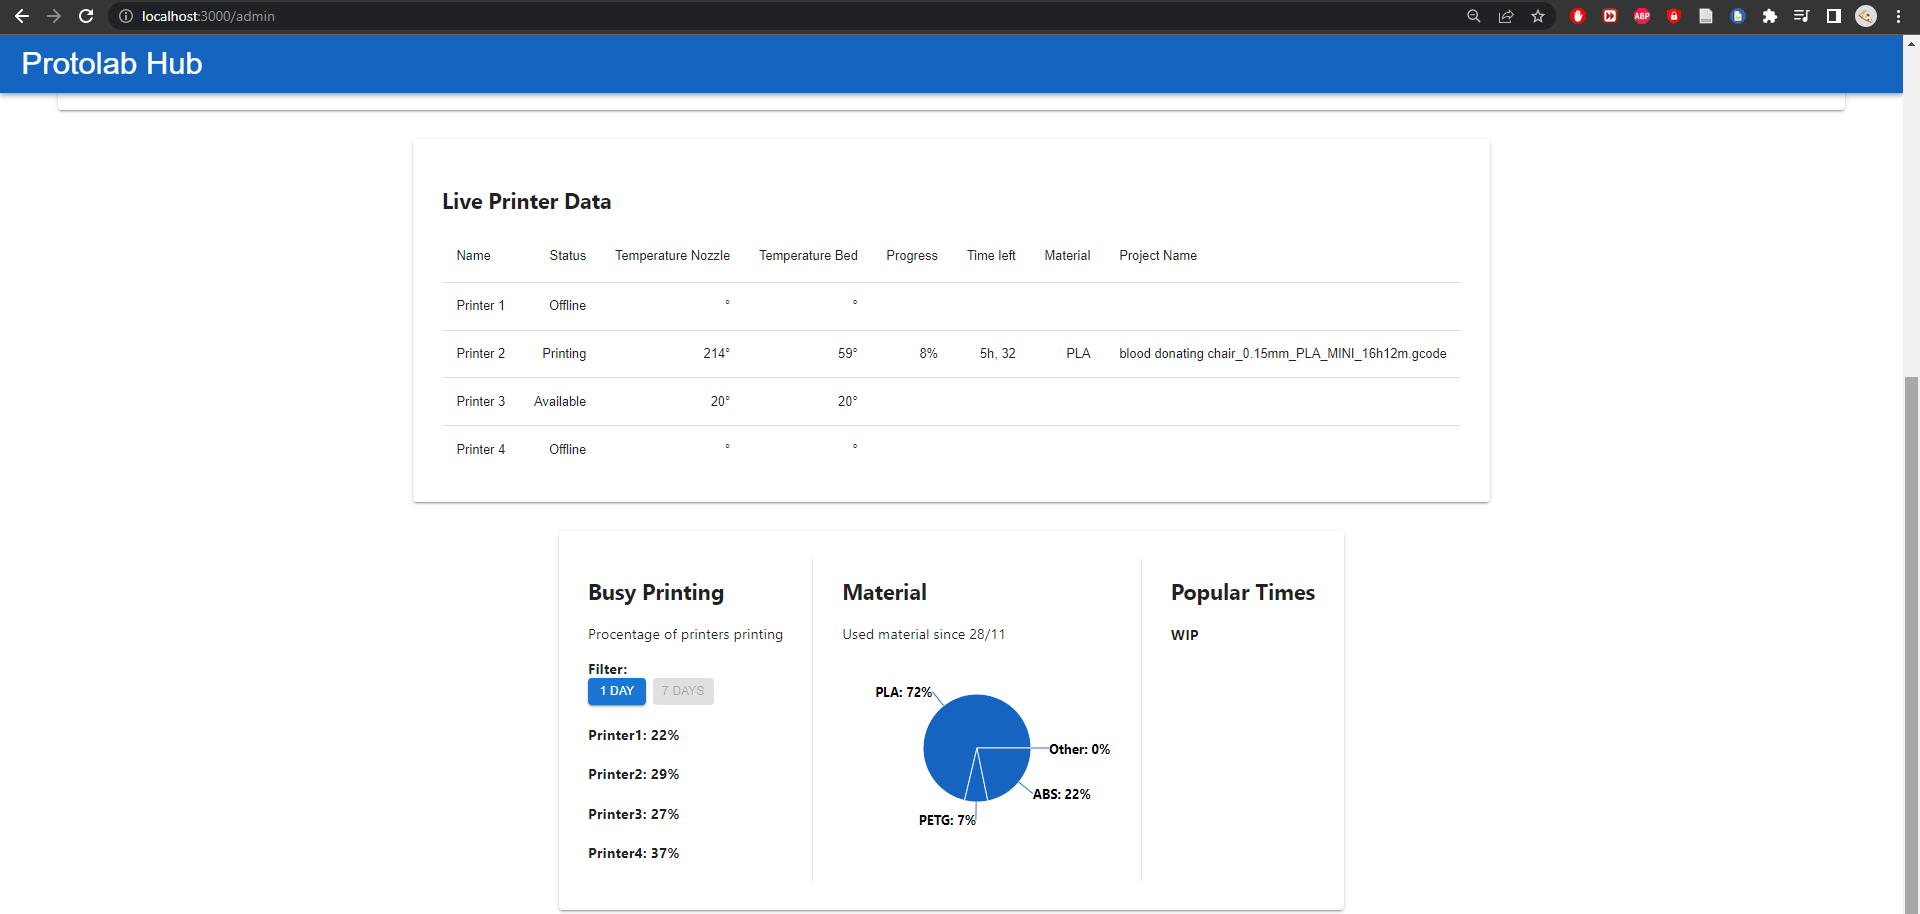 localhost:3000/admin
ABP
Protolab Hub
Live Printer Data
Name Status Temperature Nozzle Temperature Bed Progress Time left Material Project Name
Printer 1 Offline ° °
Printer 2 Printing 214° 59° 8% 5h, 32 PLA blood donating chair_0.15mm_PLA_MINI_16h12m.gcode
Printer 3 Available 20° 20°
Printer 4 Offline ° °
Busy Printing
Procentage of printers printing
Filter:
1 DAY 7 DAYS
Printer1: 22%
Printer2: 29%
Printer3: 27%
Printer4: 37%
Material
Used material since 28/11
PLA: 72%
Other: 0%
ABS: 22%
PETG: 7%
Popular Times
WIP